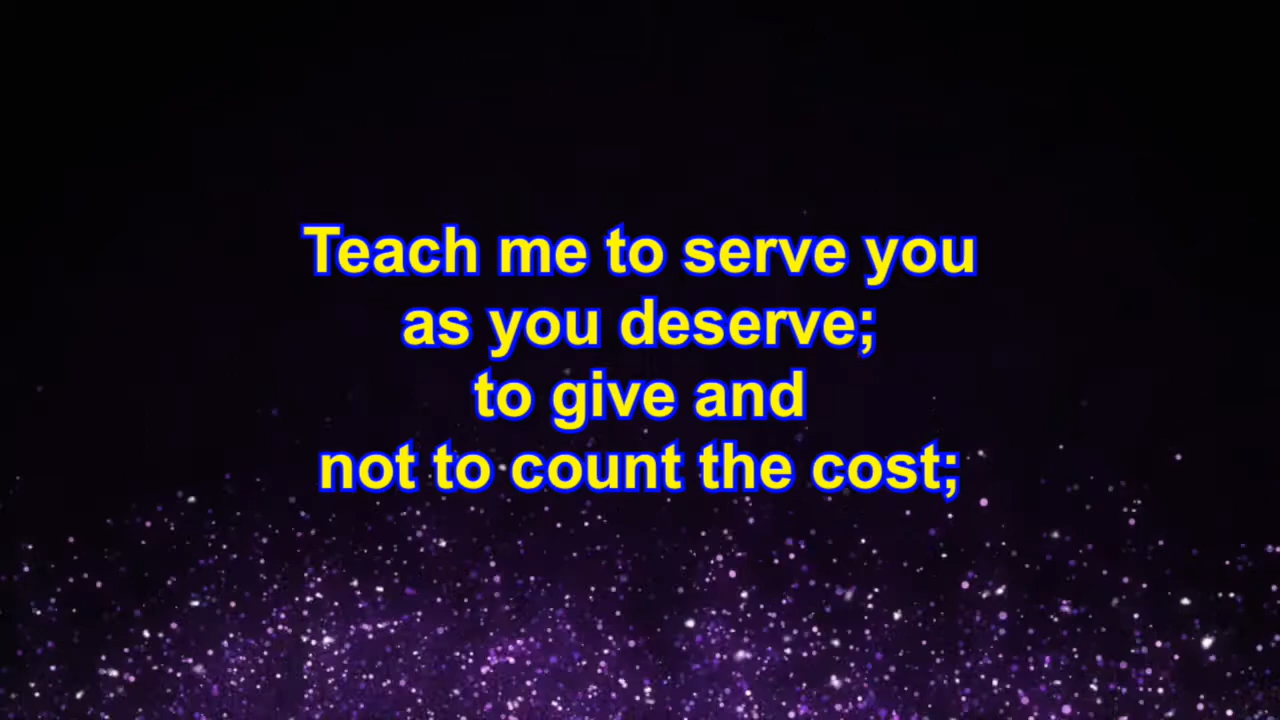 Teach me to serve you
as you deserve;
to give and
not to count the cost;